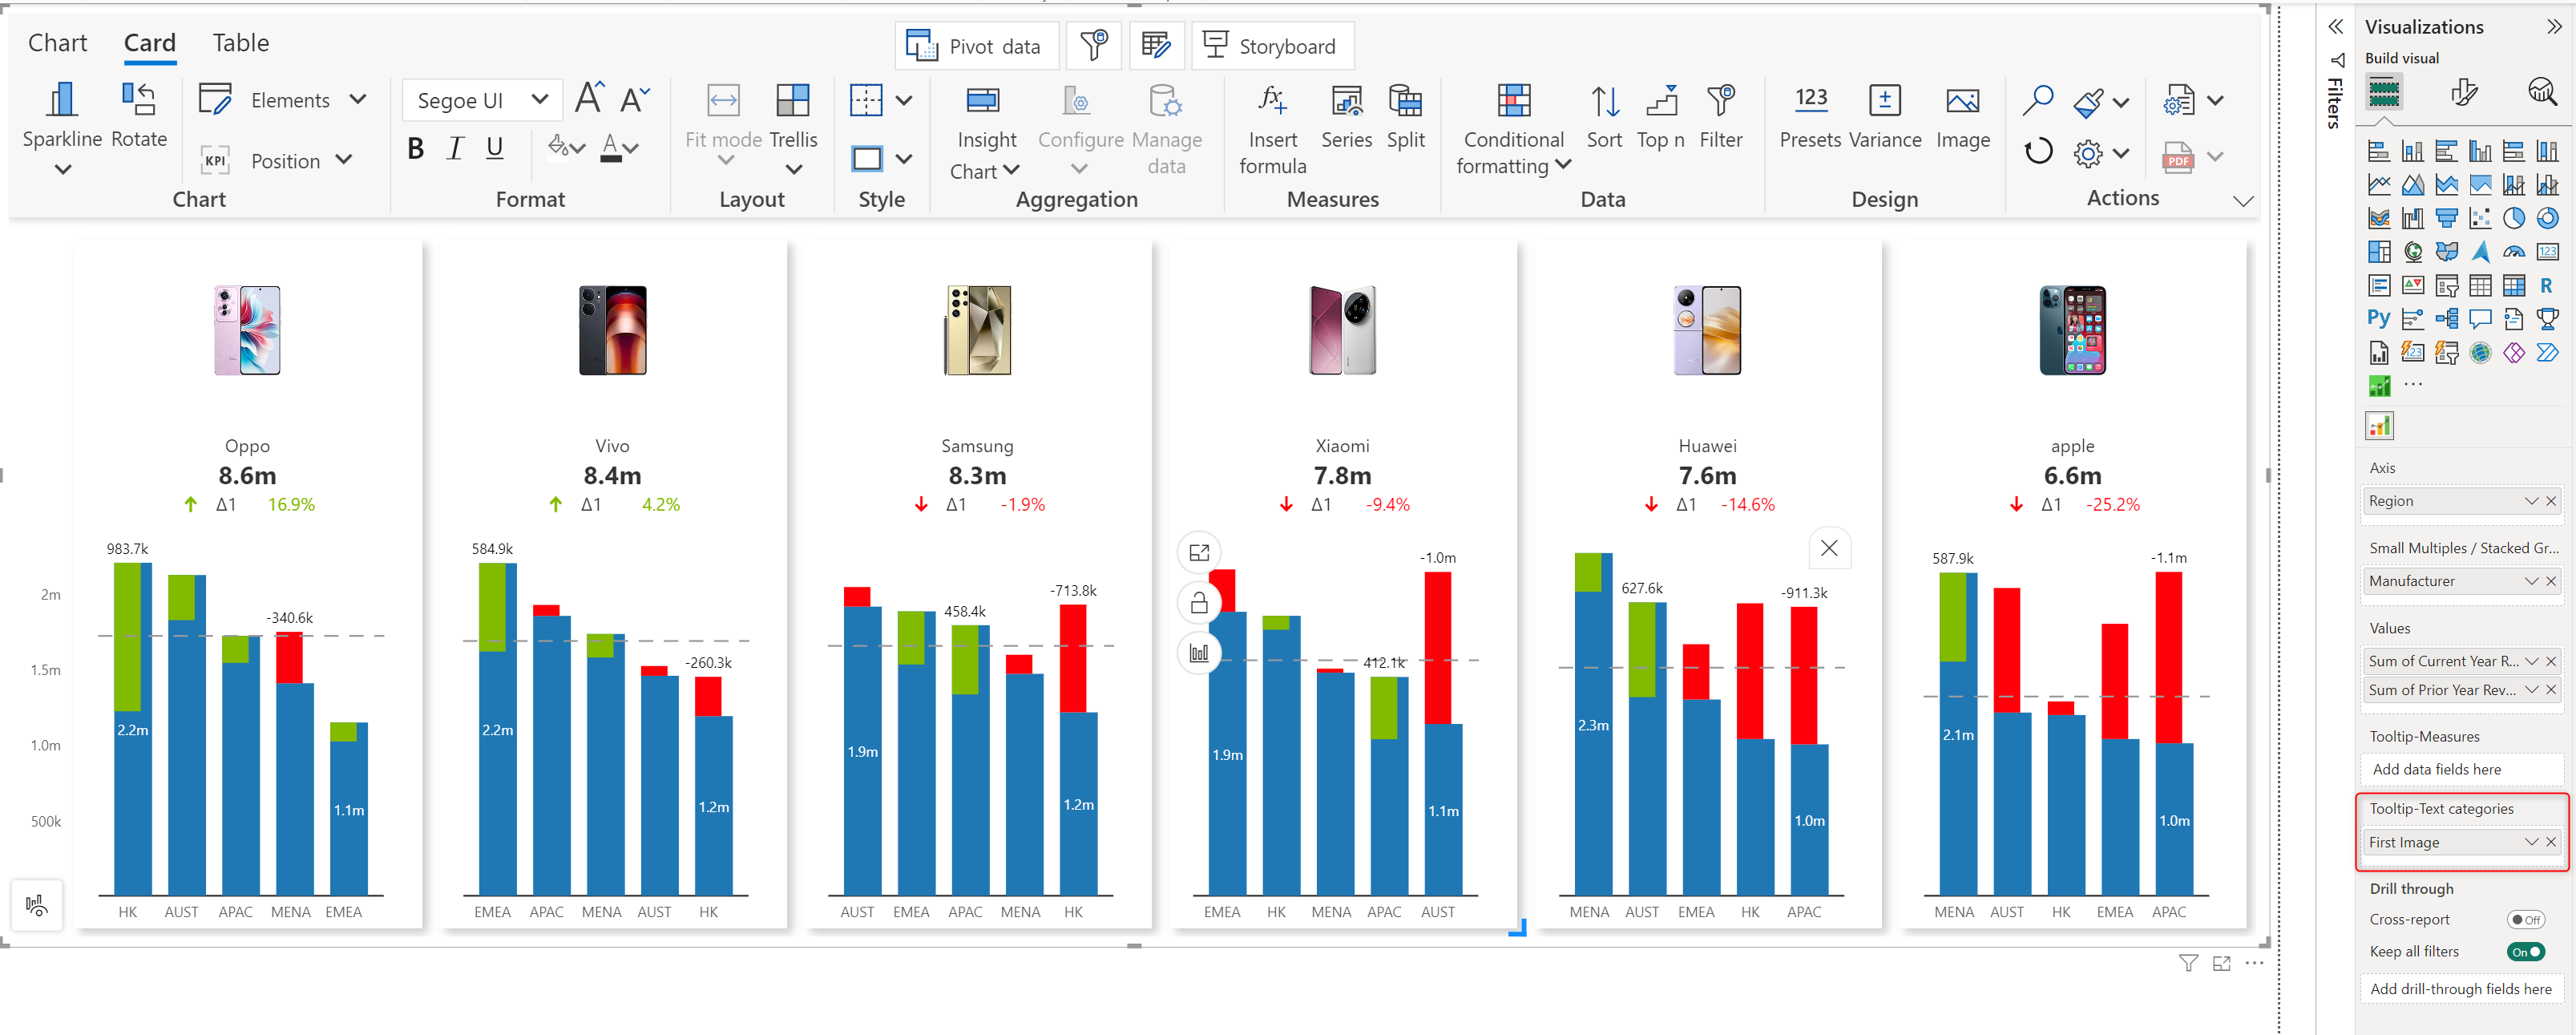 Chart Card Table
Pivot data
Storyboard
Sparkline
Rotate
Elements
KPI Position
Chart
Segoe UI
A A
B I U A
Format
Fit mode
Trellis
Layout
Style
Insight
Chart
Configure
Manage
data
Aggregation
fx
Insert
formula
Series
Split
Measures
Conditional
formatting
Sort
Top n
Filter
Data
123
Presets
Variance
Image
Design
PDF
Actions
Filters
Visualizations
Build visual
123
R
Py
123
...
Axis
Region
Small Multiples / Stacked Gr...
Manufacturer
Values
Sum of Current Year R...
Sum of Prior Year Rev...
Tooltip-Measures
Add data fields here
Tooltip-Text categories
First Image
Drill through
Cross-report Off
Keep all filters On
Add drill-through fields here
2m
1.5m
1.0m
500k
Oppo
8.6m
Δ1 16.9%
983.7k
-340.6k
2.2m
1.1m
HK AUST APAC MENA EMEA
Vivo
8.4m
Δ1 4.2%
584.9k
-260.3k
2.2m
1.2m
EMEA APAC MENA AUST HK
Samsung
8.3m
Δ1 -1.9%
-713.8k
458.4k
1.9m
1.2m
AUST EMEA APAC MENA HK
Xiaomi
7.8m
Δ1 -9.4%
-1.0m
412.1k
1.9m
1.1m
EMEA HK MENA APAC AUST
Huawei
7.6m
Δ1 -14.6%
627.6k
-911.3k
2.3m
1.0m
MENA AUST EMEA HK APAC
apple
6.6m
Δ1 -25.2%
587.9k
-1.1m
2.1m
1.0m
MENA AUST HK EMEA APAC